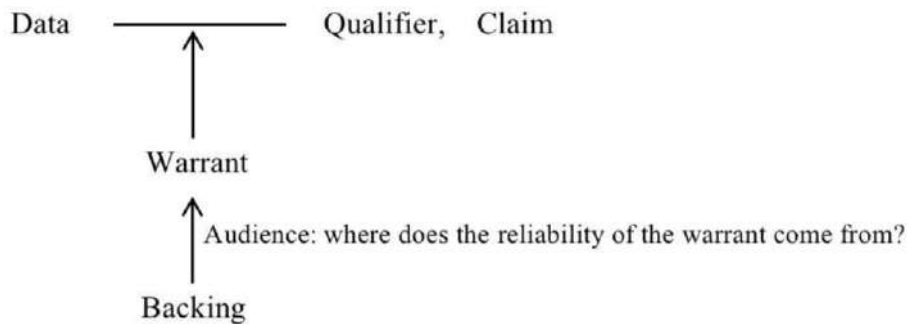 Data Qualifier, Claim
Warrant
Audience: where does the reliability of the warrant come from?
Backing